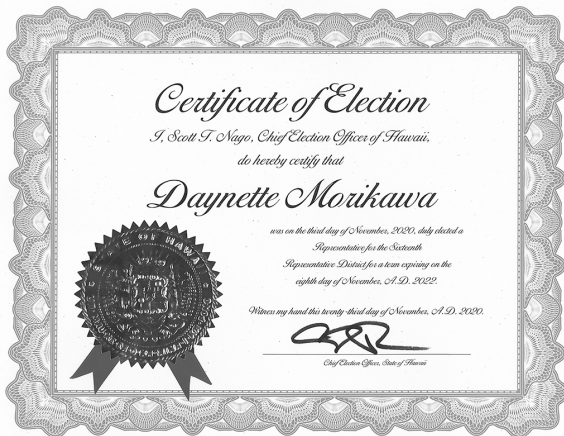 Certificate of Election
I, Scott T. Nago, Chief Election Officer of Hawaii,
do hereby certify that
Daynette Morikawa
was on the third day of November, 2020, duly elected a
Representative for the Sixteenth
Representative District for a term expiring on the
eighth day of November, A.D. 2022.
Witness my hand this twenty-third day of November, A.D. 2020.
Chief Election Officer, State of Hawaii